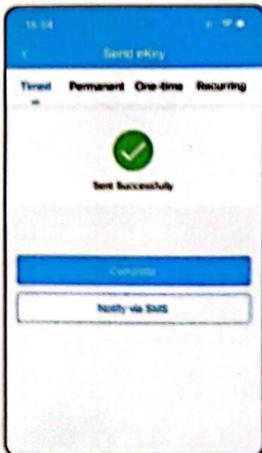 Send eKey
Timed Permanent One-time Recurring
Sent Successfully
Complete
Notify via SMS